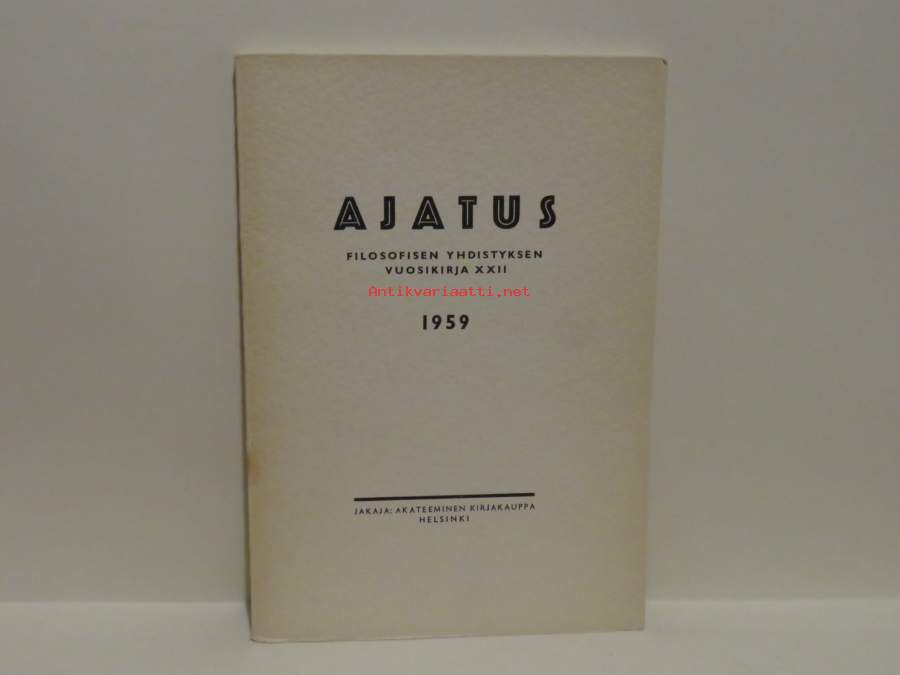 AJATUS
FILOSOFISEN YHDISTYKSEN
VUOSIKIRJA XXII
Antikvariaatti.net
1959
JAKAJA: AKATEEMINEN KIRJAKAUPPA
HELSINKI